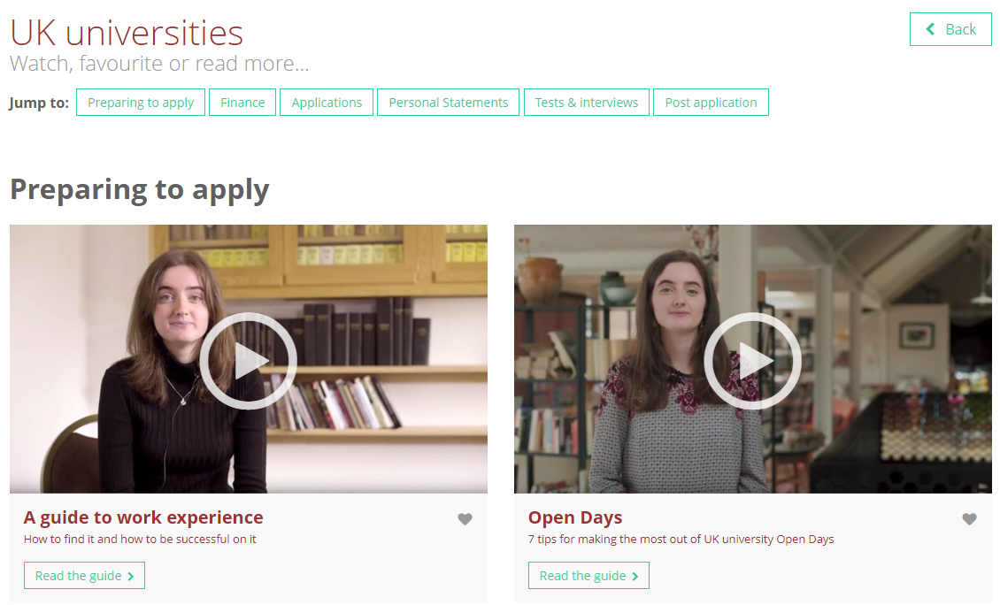 UK universities
Back
Watch, favourite or read more...
Jump to: Preparing to apply Finance Applications Personal Statements Tests & interviews Post application
Preparing to apply
A guide to work experience
How to find it and how to be successful on it
Read the guide
Open Days
7 tips for making the most out of UK university Open Days
Read the guide